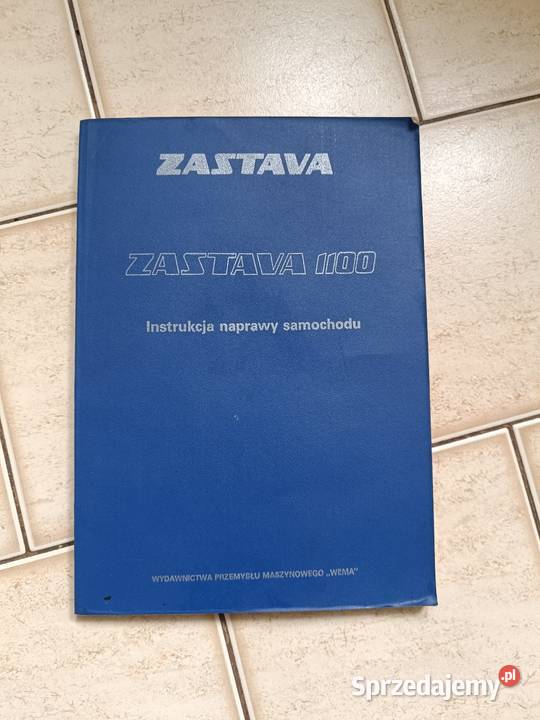 ZASTAVA
ZASTAVA 1100
Instrukcja naprawy samochodu
WYDAWNICTWA PRZEMYSŁU MASZYNOWEGO „WEMA”
Sprzedajemy.pl